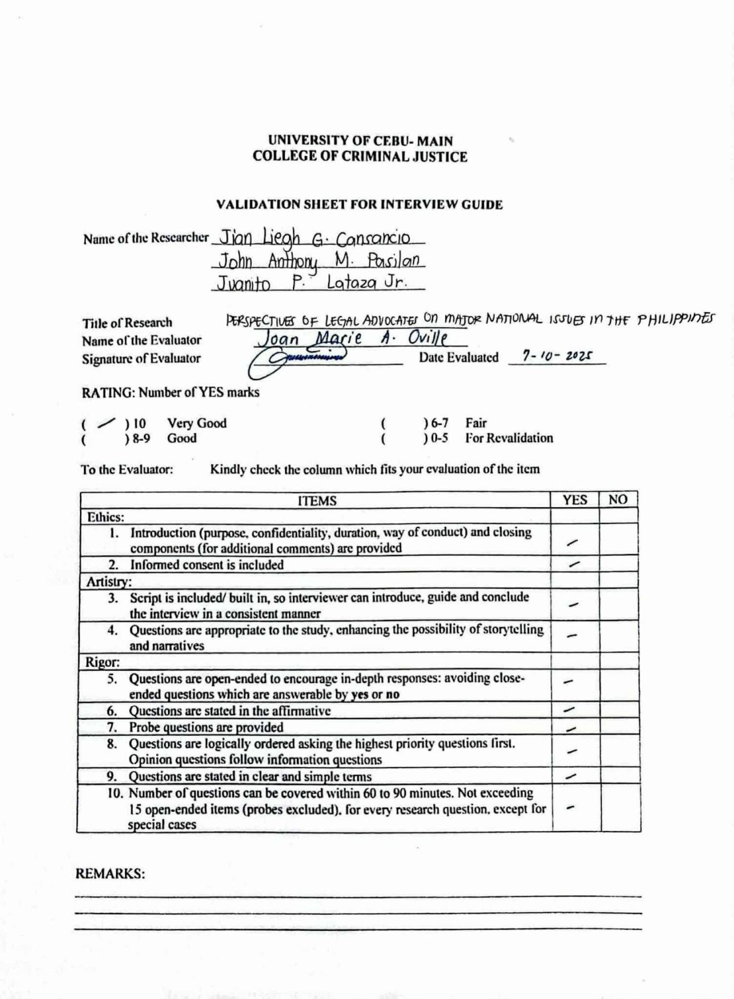 UNIVERSITY OF CEBU- MAIN
COLLEGE OF CRIMINAL JUSTICE
VALIDATION SHEET FOR INTERVIEW GUIDE
Name of the Researcher Jian Liegh G. Cansancio
John Anthony M. Pasilan
Juanito P. Lataza Jr.
Title of Research PERSPECTIVES OF LEGAL ADVOCATES ON MAJOR NATIONAL ISSUES IN THE PHILIPPINES
Name of the Evaluator Joan Marie A. Oville
Signature of Evaluator Date Evaluated 7-10-2025
RATING: Number of YES marks
( / ) 10 Very Good ( ) 6-7 Fair
( ) 8-9 Good ( ) 0-5 For Revalidation
To the Evaluator: Kindly check the column which fits your evaluation of the item
ITEMS YES NO
Ethics:
1. Introduction (purpose, confidentiality, duration, way of conduct) and closing
components (for additional comments) are provided /
2. Informed consent is included /
Artistry:
3. Script is included/ built in, so interviewer can introduce, guide and conclude
the interview in a consistent manner /
4. Questions are appropriate to the study, enhancing the possibility of storytelling
and narratives /
Rigor:
5. Questions are open-ended to encourage in-depth responses: avoiding close-
ended questions which are answerable by yes or no /
6. Questions are stated in the affirmative /
7. Probe questions are provided /
8. Questions are logically ordered asking the highest priority questions first.
Opinion questions follow information questions /
9. Questions are stated in clear and simple terms /
10. Number of questions can be covered within 60 to 90 minutes. Not exceeding
15 open-ended items (probes excluded), for every research question, except for
special cases /
REMARKS: